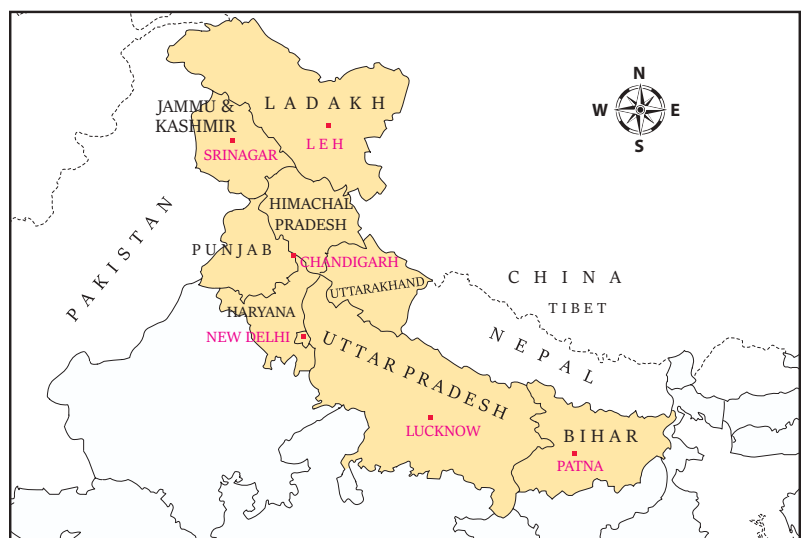 N
W E
S
JAMMU &
KASHMIR
LADAKH
SRINAGAR
LEH
HIMACHAL
PRADESH
PAKISTAN
PUNJAB
CHANDIGARH
UTTARAKHAND
CHINA
TIBET
HARYANA
NEW DELHI
NEPAL
UTTAR PRADESH
LUCKNOW
BIHAR
PATNA